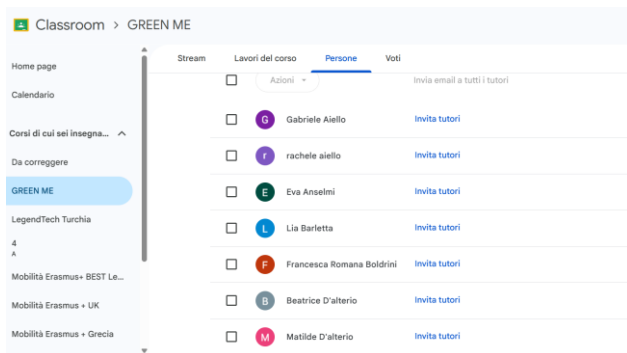 Classroom > GREEN ME
Home page
Calendario
Corsi di cui sei insegna...
Da correggere
GREEN ME
LegendTech Turchia
4
A
Mobilità Erasmus+ BEST Le...
Mobilità Erasmus + UK
Mobilità Erasmus + Grecia
Stream Lavori del corso Persone Voti
Azioni Invia email a tutti i tutori
G Gabriele Aiello Invita tutori
r rachele aiello Invita tutori
E Eva Anselmi Invita tutori
L Lia Barletta Invita tutori
F Francesca Romana Boldrini Invita tutori
B Beatrice D'alterio Invita tutori
M Matilde D'alterio Invita tutori